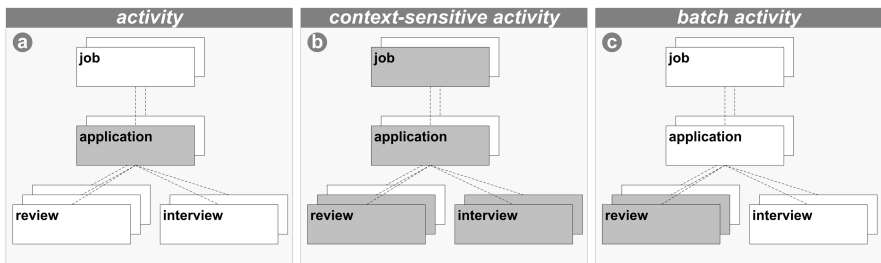 activity
a
job
application
review
interview
context-sensitive activity
b
job
application
review
interview
batch activity
c
job
application
review
interview